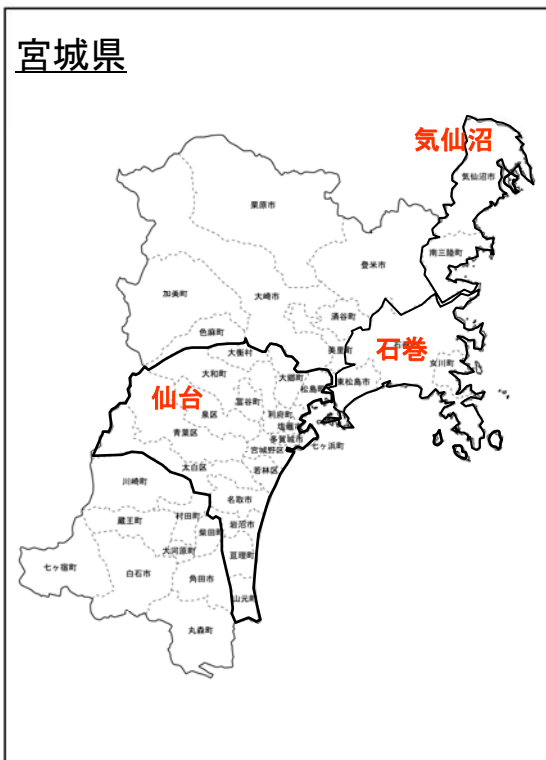 宮城県
気仙沼
気仙沼市
栗原市
南三陸町
登米市
加美町
大崎市
涌谷町
色麻町
石巻
美里町
大衡村
女川町
大和町
大郷町
東松島市
松島町
仙台
富谷町
利府町
泉区
塩竈市
青葉区
多賀城市
七ヶ浜町
宮城野区
太白区
若林区
川崎町
名取市
村田町
蔵王町
岩沼市
柴田町
大河原町
亘理町
七ヶ宿町
白石市
角田市
山元町
丸森町